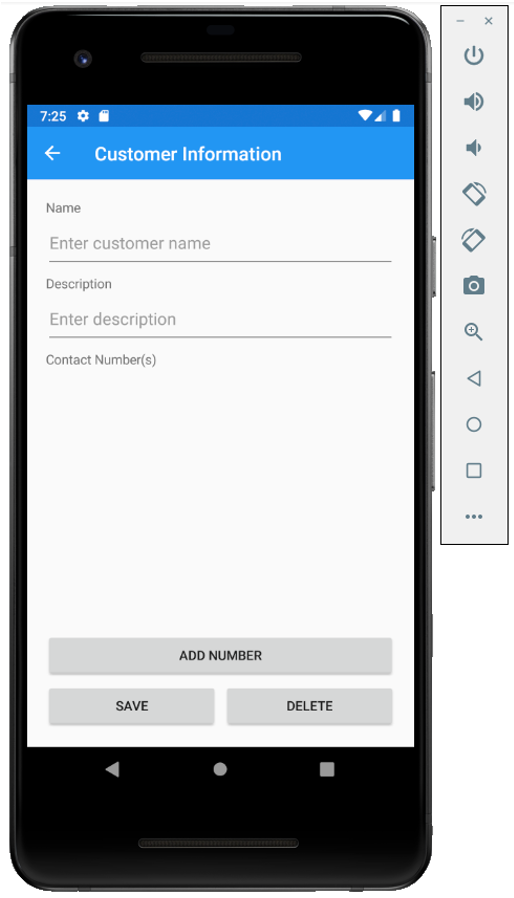 7:25
Customer Information
Name
Enter customer name
Description
Enter description
Contact Number(s)
ADD NUMBER
SAVE DELETE